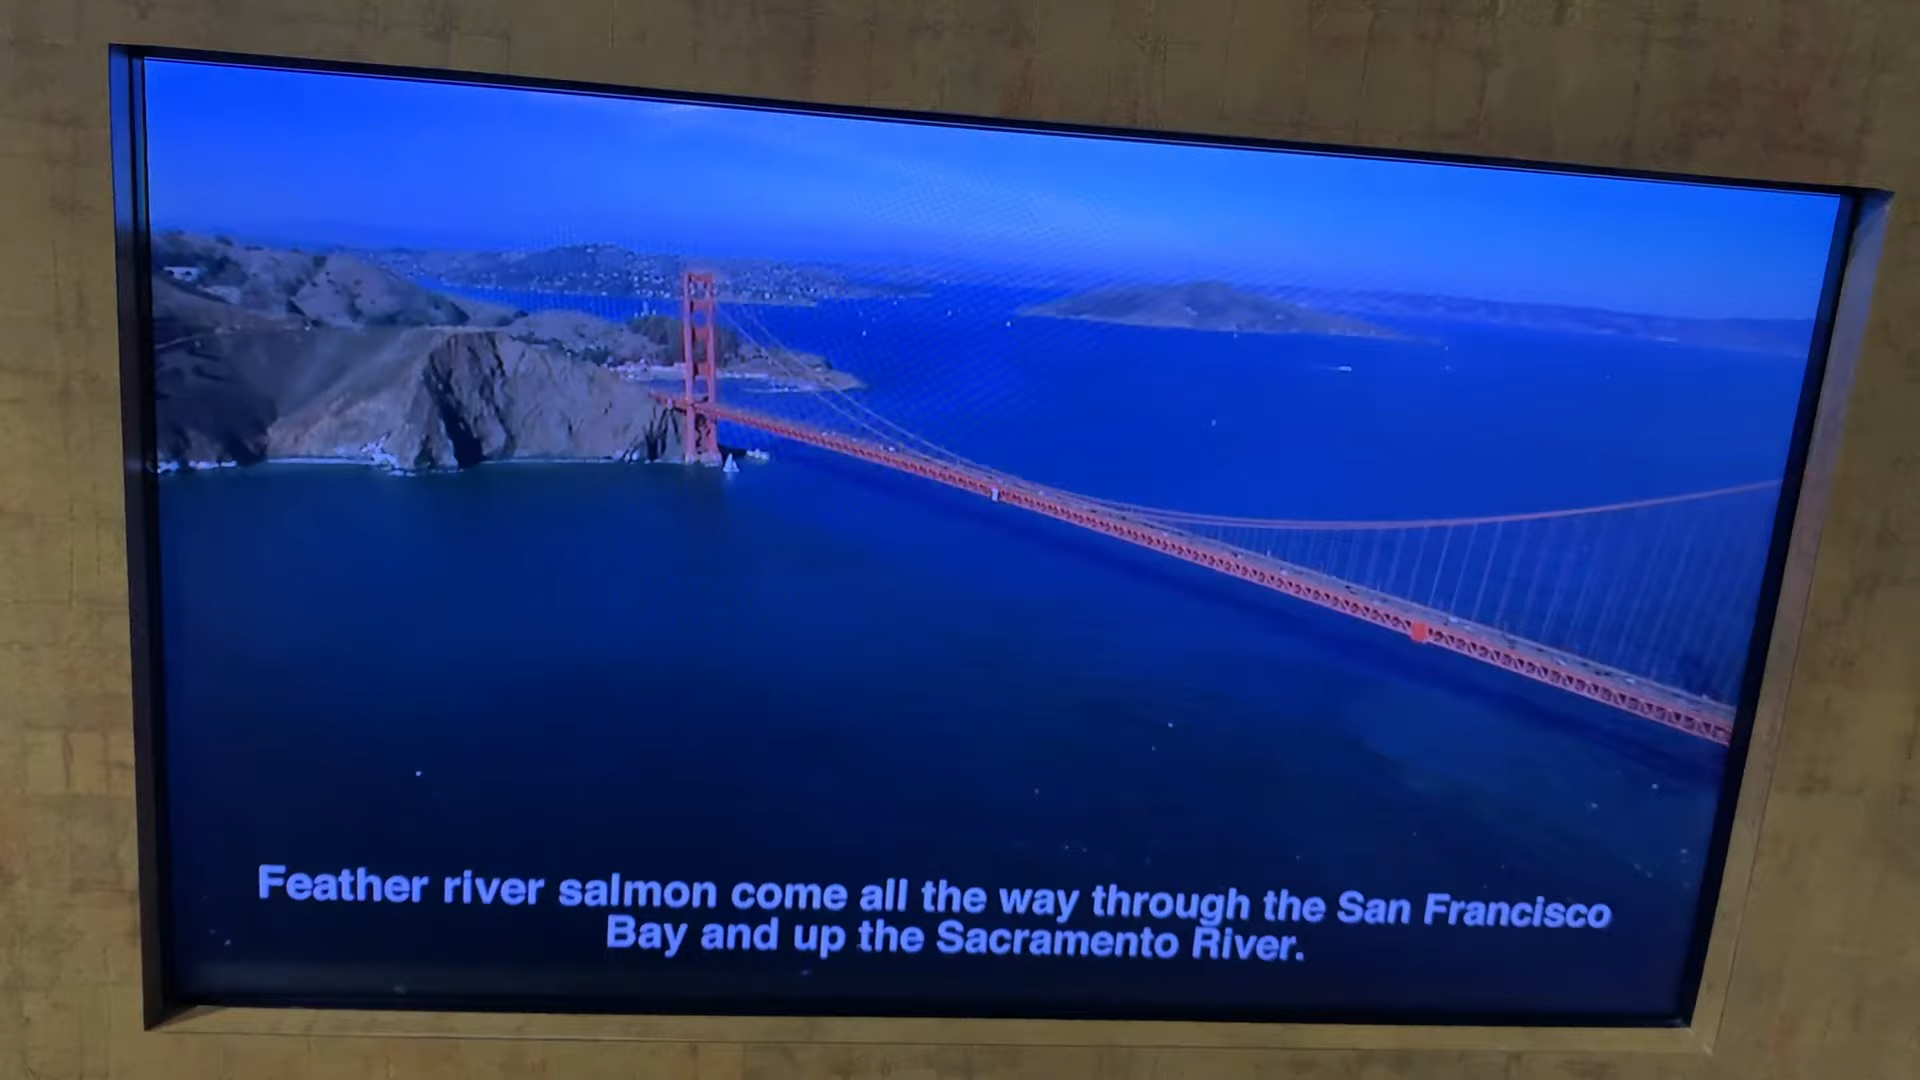 Feather river salmon come all the way through the San Francisco
Bay and up the Sacramento River.